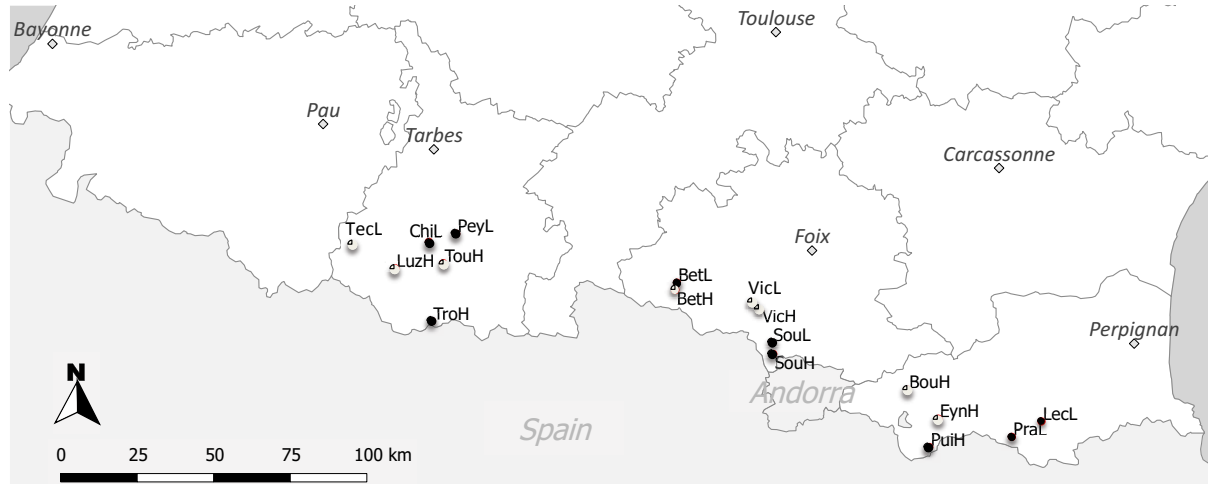 Toulouse
Bayonne
Pau
Tarbes
Carcassonne
TecL
ChiL
PeyL
Foix
LuzH
TouH
BetL
BetH
VicL
VicH
TroH
SouL
Perpignan
SouH
N
Andorra
BouH
Spain
EynH
LecL
PraL
PuiH
0 25 50 75 100 km